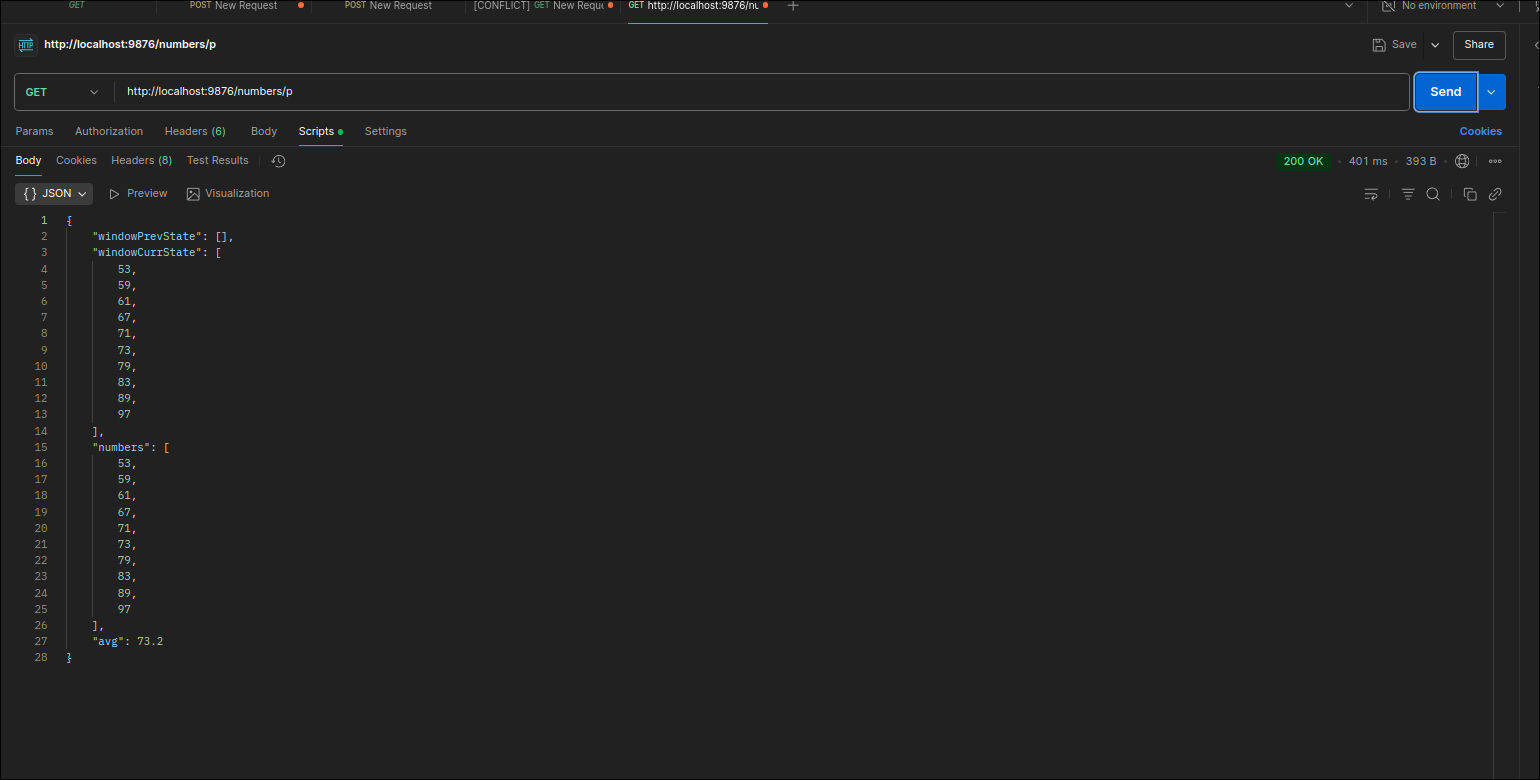 GET POST New Request POST New Request [CONFLICT] GET New Reque GET http://localhost:9876/nu + No environment
HTTP http://localhost:9876/numbers/p Save Share
GET http://localhost:9876/numbers/p Send
Params Authorization Headers (6) Body Scripts Settings Cookies
Body Cookies Headers (8) Test Results 200 OK 401 ms 393 B
{ } JSON Preview Visualization
1 {
2 "windowPrevState": [],
3 "windowCurrState": [
4 53,
5 59,
6 61,
7 67,
8 71,
9 73,
10 79,
11 83,
12 89,
13 97
14 ],
15 "numbers": [
16 53,
17 59,
18 61,
19 67,
20 71,
21 73,
22 79,
23 83,
24 89,
25 97
26 ],
27 "avg": 73.2
28 }